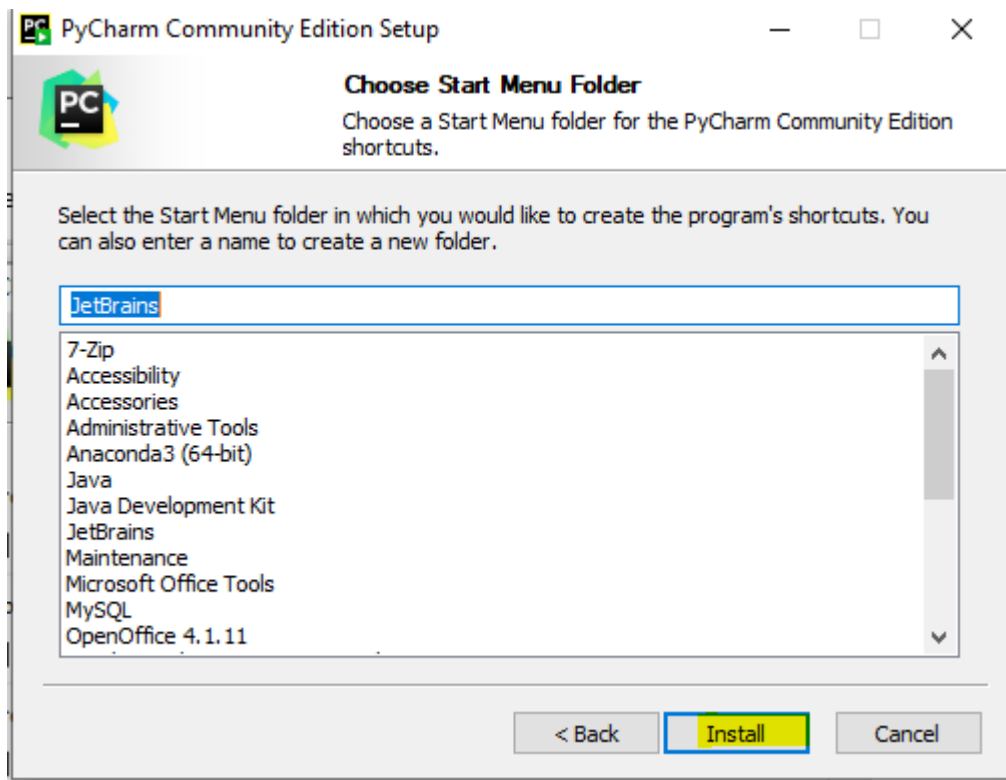 PC PyCharm Community Edition Setup
PC
Choose Start Menu Folder
Choose a Start Menu folder for the PyCharm Community Edition
shortcuts.
Select the Start Menu folder in which you would like to create the program's shortcuts. You
can also enter a name to create a new folder.
JetBrains
7-Zip
Accessibility
Accessories
Administrative Tools
Anaconda3 (64-bit)
Java
Java Development Kit
JetBrains
Maintenance
Microsoft Office Tools
MySQL
OpenOffice 4.1.11
< Back Install Cancel